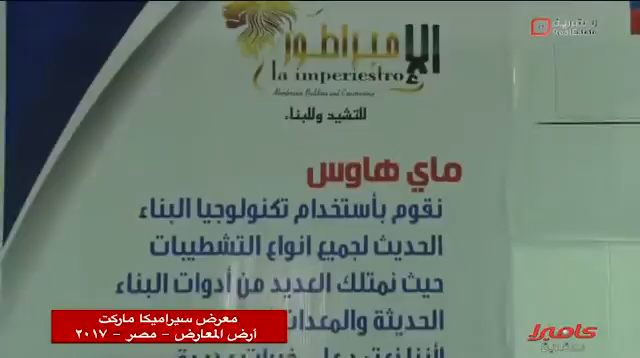 الإمبراطور
la imperiestro
للتشيد وللبناء
ماي هاوس
نقوم بأستخدام تكنولوجيا البناء
الحديث لجميع انواع التشطيبات
حيث نمتلك العديد من أدوات البناء
الحديثة والمعدات
معرض سيراميكا ماركت
أرض المعارض - مصر - ٢٠١٧
كاميرا